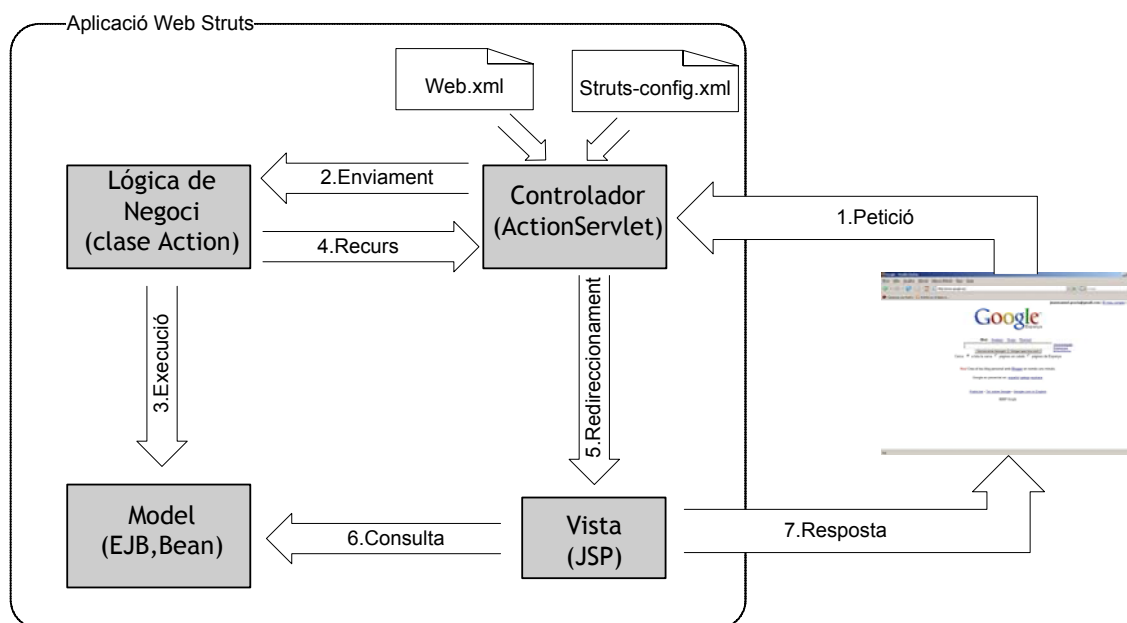 Aplicació Web Struts
Web.xml
Struts-config.xml
Lógica de
Negoci
(clase Action)
2.Enviament
4.Recurs
Controlador
(ActionServlet)
1.Petició
3.Execució
5.Redireccionament
Google
Model
(EJB,Bean)
6.Consulta
Vista
(JSP)
7.Resposta